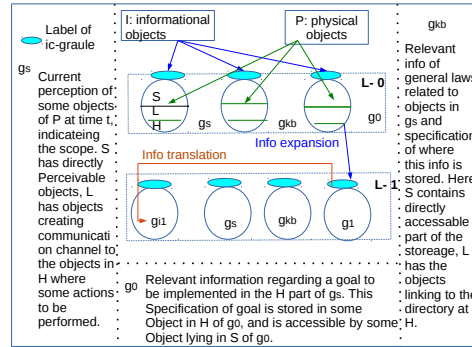 Label of
ic-graule
I: informational
objects
P: physical
objects
gkb
gs
Current
perception of
some objects
of P at time t,
indicateing
the scope. S
has directly
Perceivable
objects, L
has objects
creating
communicati
on channel to
the objects in
H where
some actions
to be
performed.
S
L
H
gs
gkb
g0
L- 0
Info expansion
Info translation
L- 1
gi1
gs
gkb
g1
Relevant
info of
general laws
related to
objects in
gs and
specification
of where
this info is
stored. Here
S contains
directly
accessable
part of the
storeage, L
has the
objects
linking to the
directory at
H.
g0
Relevant information regarding a goal to
be implemented in the H part of gs. This
Specification of goal is stored in some
Object in H of g0, and is accessible by some
Object lying in S of g0.